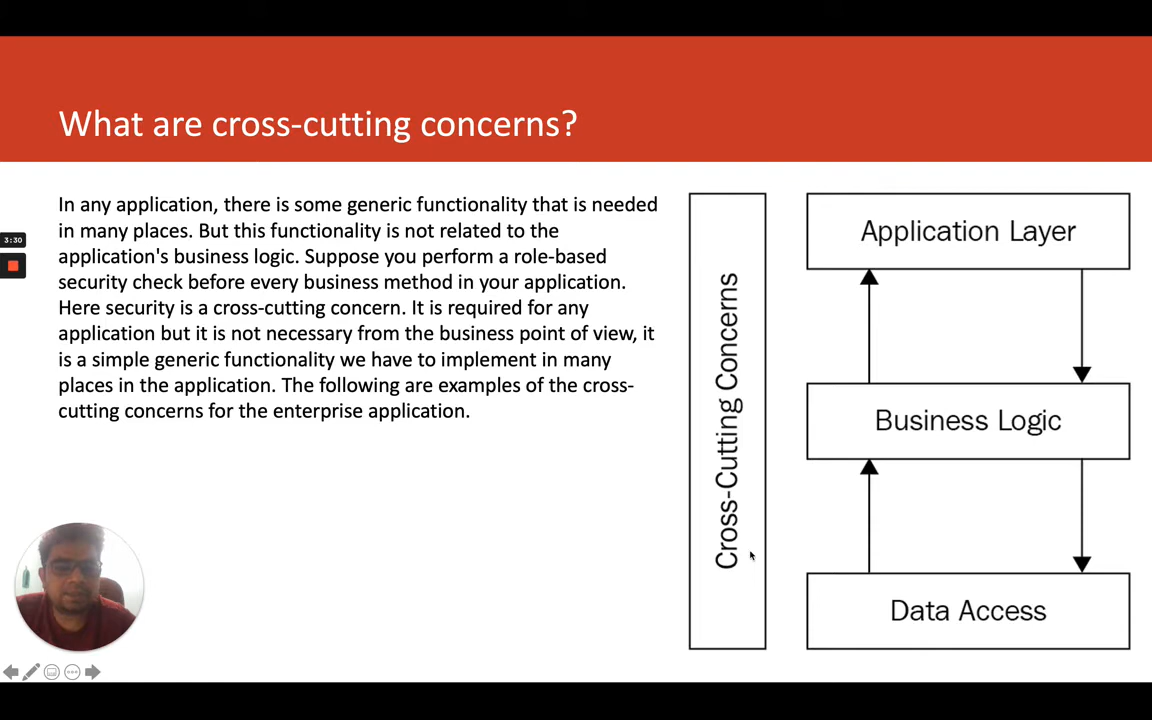 What are cross-cutting concerns?
In any application, there is some generic functionality that is needed
in many places. But this functionality is not related to the
application's business logic. Suppose you perform a role-based
security check before every business method in your application.
Here security is a cross-cutting concern. It is required for any
application but it is not necessary from the business point of view, it
is a simple generic functionality we have to implement in many
places in the application. The following are examples of the cross-
cutting concerns for the enterprise application.
3:30
Cross-Cutting Concerns
Application Layer
Business Logic
Data Access